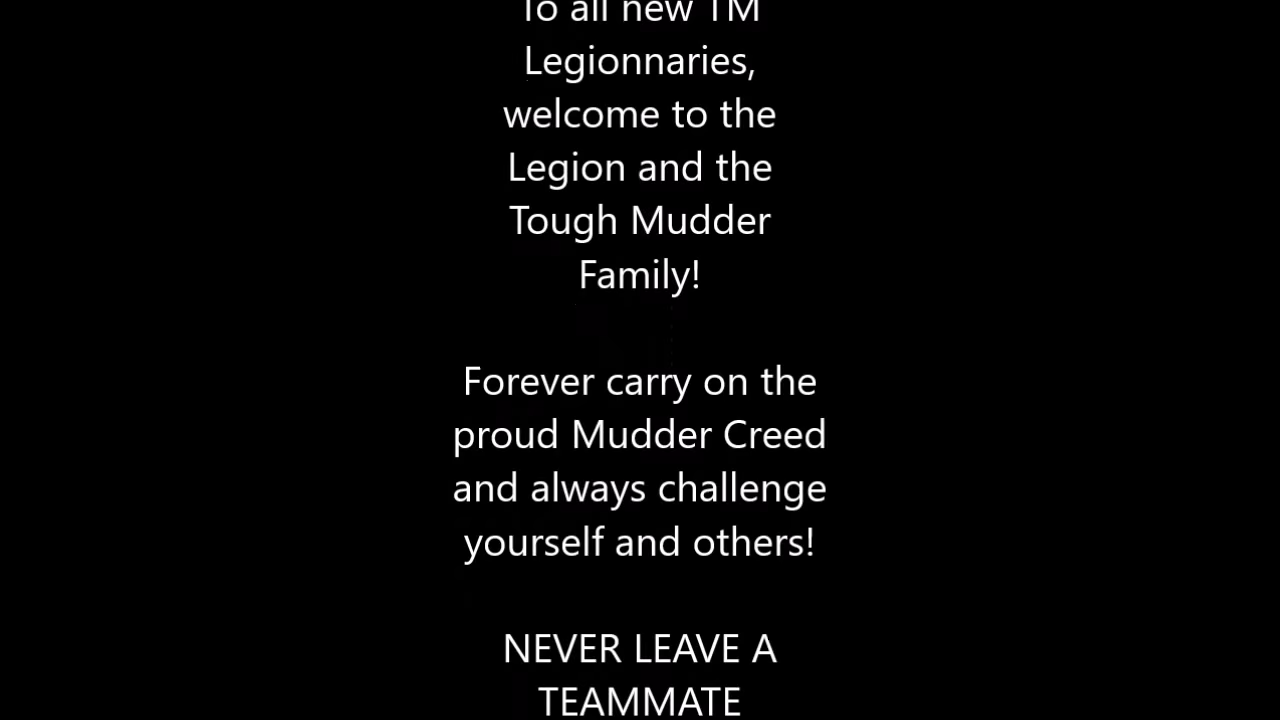 To all new TM
Legionnaries,
welcome to the
Legion and the
Tough Mudder
Family!
Forever carry on the
proud Mudder Creed
and always challenge
yourself and others!
NEVER LEAVE A
TEAMMATE